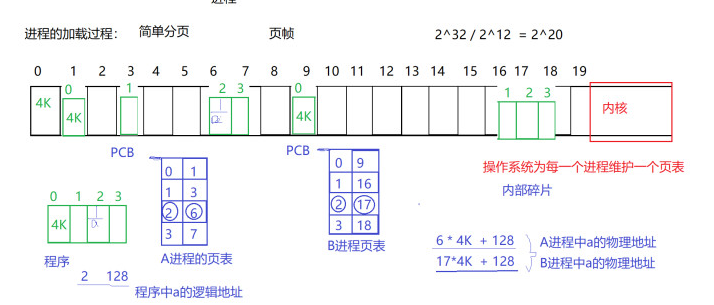 进程
进程的加载过程： 简单分页 页帧 2^32 / 2^12 = 2^20
0 1 2 3 4 5 6 7 8 9 10 11 12 13 14 15 16 17 18 19
0 1 2 3 0 1 2 3
4K 4K a 4K 内核
PCB PCB
操作系统为每一个进程维护一个页表
内部碎片
0 1
1 3
2 6
3 7
A进程的页表
0 9
1 16
2 17
3 18
B进程页表
0 1 2 3
4K a
程序
2 128
程序中a的逻辑地址
6 * 4K + 128 A进程中a的物理地址
17*4K + 128 B进程中a的物理地址